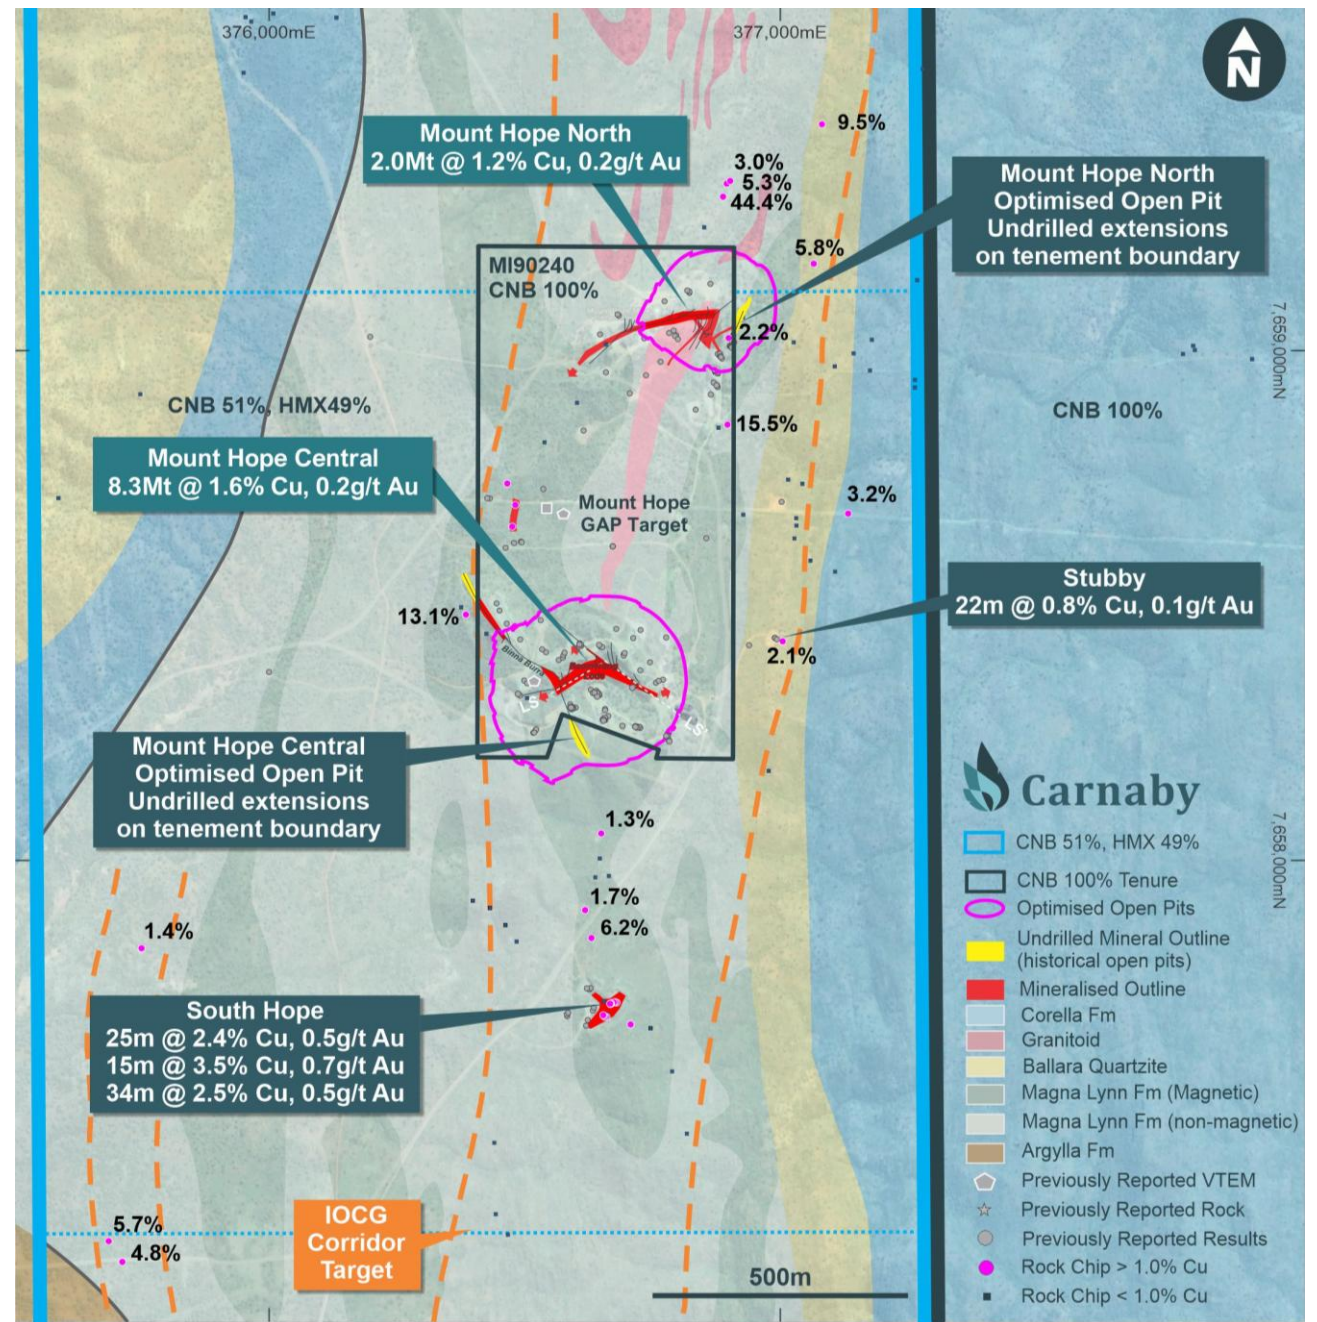 376,000mE
377,000mE
N
9.5%
Mount Hope North
2.0Mt @ 1.2% Cu, 0.2g/t Au
3.0%
5.3%
44.4%
Mount Hope North
Optimised Open Pit
Undrilled extensions
on tenement boundary
5.8%
MI90240
CNB 100%
2.2%
7,659,000mN
CNB 51%, HMX49%
CNB 100%
15.5%
Mount Hope Central
8.3Mt @ 1.6% Cu, 0.2g/t Au
3.2%
Mount Hope
GAP Target
Stubby
22m @ 0.8% Cu, 0.1g/t Au
13.1%
2.1%
Binna Burra
Mount Hope Central
Optimised Open Pit
Undrilled extensions
on tenement boundary
Carnaby
1.3%
7,658,000mN
CNB 51%, HMX 49%
CNB 100% Tenure
Optimised Open Pits
Undrilled Mineral Outline
(historical open pits)
Mineralised Outline
Corella Fm
Granitoid
Ballara Quartzite
Magna Lynn Fm (Magnetic)
Magna Lynn Fm (non-magnetic)
Argylla Fm
Previously Reported VTEM
Previously Reported Rock
Previously Reported Results
Rock Chip > 1.0% Cu
Rock Chip < 1.0% Cu
1.7%
6.2%
1.4%
South Hope
25m @ 2.4% Cu, 0.5g/t Au
15m @ 3.5% Cu, 0.7g/t Au
34m @ 2.5% Cu, 0.5g/t Au
5.7%
4.8%
IOCG
Corridor
Target
500m